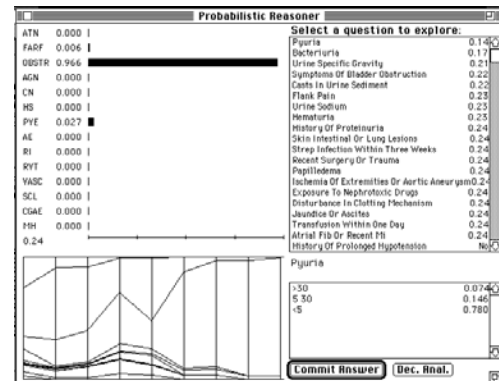 Probabilistic Reasoner
ATN 0.000
FARF 0.006
OBSTR 0.966
AGN 0.000
CN 0.000
HS 0.000
PYE 0.027
AE 0.000
RI 0.000
RVT 0.000
VASC 0.000
SCL 0.000
CGAE 0.000
MH 0.000
0.24
Select a question to explore:
Pyuria 0.14
Bacteriuria 0.17
Urine Specific Gravity 0.21
Symptoms Of Bladder Obstruction 0.22
Casts In Urine Sediment 0.22
Flank Pain 0.23
Urine Sodium 0.23
Hematuria 0.23
History Of Proteinuria 0.24
Skin Intestinal Or Lung Lesions 0.24
Strep Infection Within Three Weeks 0.24
Recent Surgery Or Trauma 0.24
Papilledema 0.24
Ischemia Of Extremities Or Aortic Aneurysm 0.24
Exposure To Nephrotoxic Drugs 0.24
Disturbance In Clotting Mechanism 0.24
Jaundice Or Ascites 0.24
Transfusion Within One Day 0.24
Atrial Fib Or Recent Mi 0.24
History Of Prolonged Hypotension No
Pyuria
>30 0.074
5 30 0.146
<5 0.780
Commit Answer
Dec. Anal.